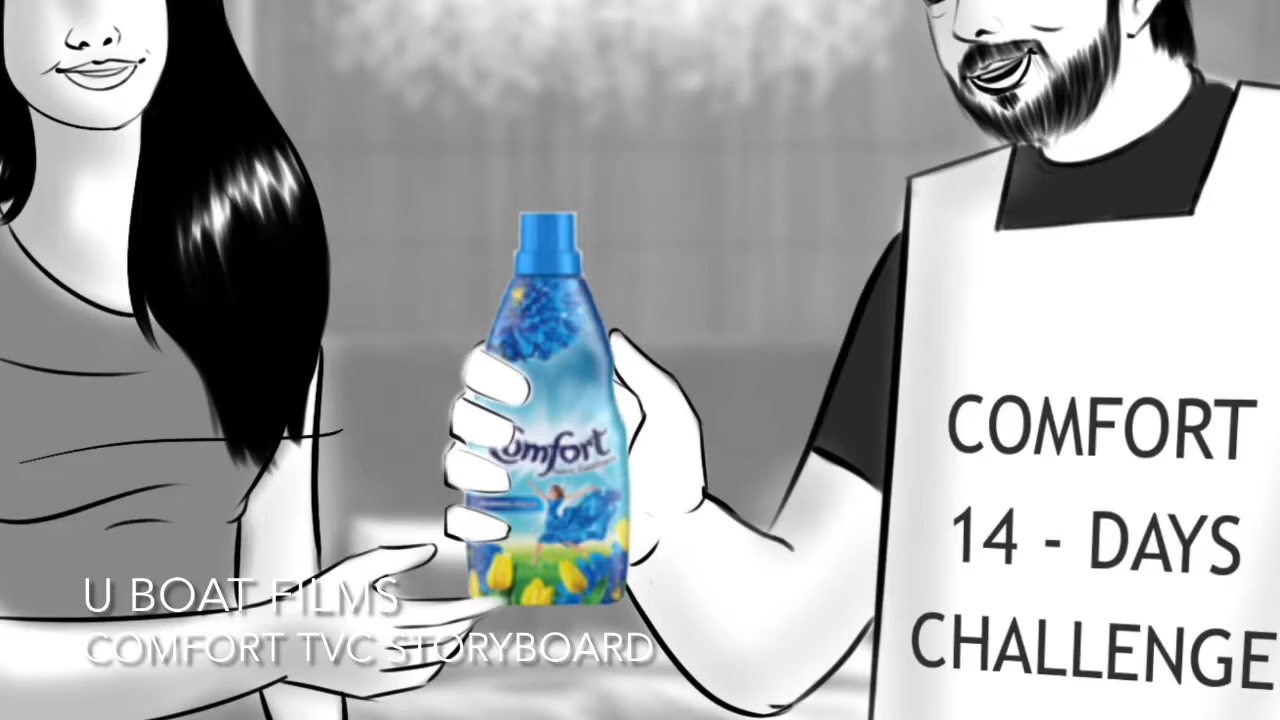 Comfort
COMFORT
14 - DAYS
CHALLENGE
U BOAT FILMS
COMFORT TVC STORYBOARD